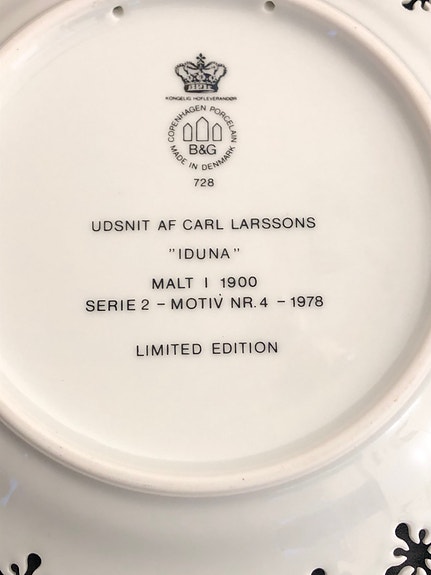 KONGELIG HOFLEVERANDØR
COPENHAGEN PORCELAIN
B&G
MADE IN DENMARK
728
UDSNIT AF CARL LARSSONS
"IDUNA"
MALT I 1900
SERIE 2 – MOTIV NR. 4 – 1978
LIMITED EDITION